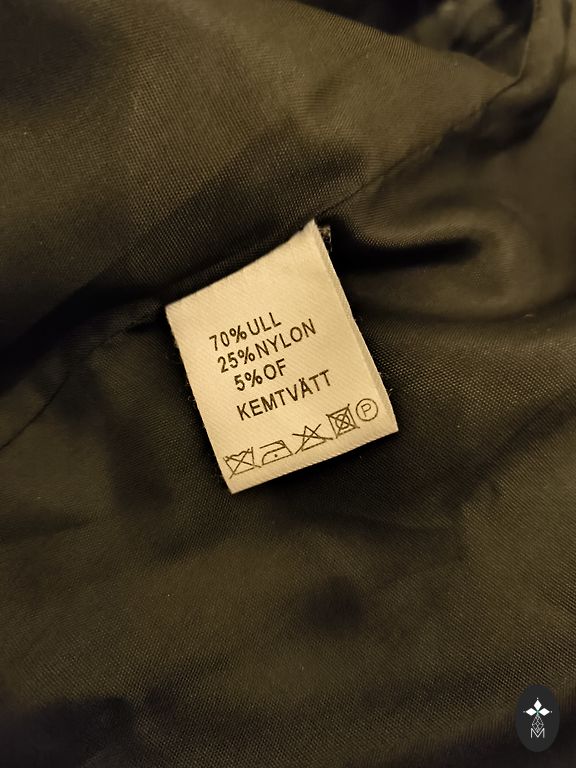 70%ULL
25%NYLON
5%OF
KEMTVÄTT
P
M